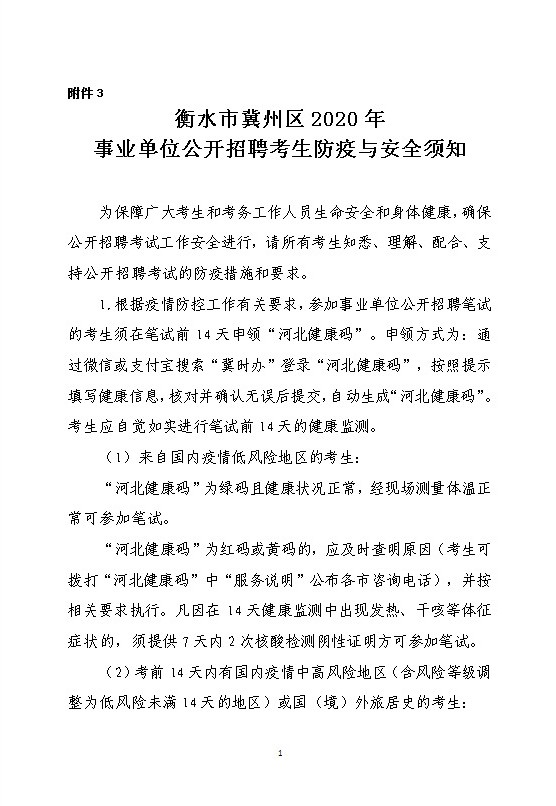 附件3
衡水市冀州区2020年
事业单位公开招聘考生防疫与安全须知
为保障广大考生和考务工作人员生命安全和身体健康，确保
公开招聘考试工作安全进行，请所有考生知悉、理解、配合、支
持公开招聘考试的防疫措施和要求。
1.根据疫情防控工作有关要求，参加事业单位公开招聘笔试
的考生须在笔试前14天申领“河北健康码”。申领方式为：通
过微信或支付宝搜索“冀时办”登录“河北健康码”，按照提示
填写健康信息，核对并确认无误后提交，自动生成“河北健康码”。
考生应自觉如实进行笔试前14天的健康监测。
（1）来自国内疫情低风险地区的考生：
“河北健康码”为绿码且健康状况正常，经现场测量体温正
常可参加笔试。
“河北健康码”为红码或黄码的，应及时查明原因（考生可
拨打“河北健康码”中“服务说明”公布各市咨询电话），并按
相关要求执行。凡因在14天健康监测中出现发热、干咳等体征
症状的，须提供7天内2次核酸检测阴性证明方可参加笔试。
（2）考前14天内有国内疫情中高风险地区（含风险等级调
整为低风险未满14天的地区）或国（境）外旅居史的考生：
1